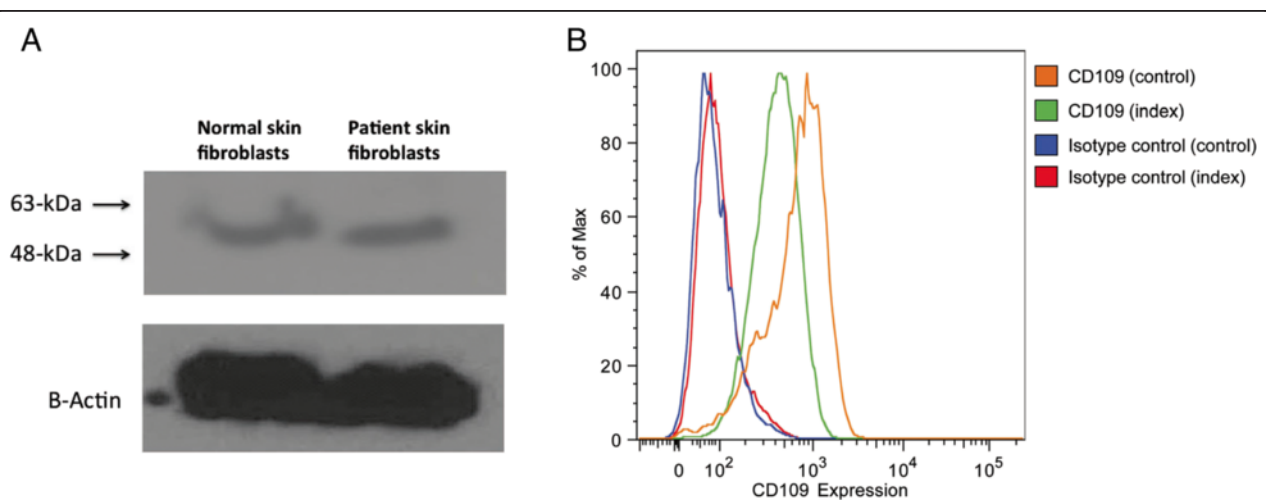 A
Normal skin
fibroblasts
Patient skin
fibroblasts
63-kDa
48-kDa
B-Actin
B
100
80
60
40
20
0
% of Max
0 10² 10³ 10⁴ 10⁵
CD109 Expression
CD109 (control)
CD109 (index)
Isotype control (control)
Isotype control (index)